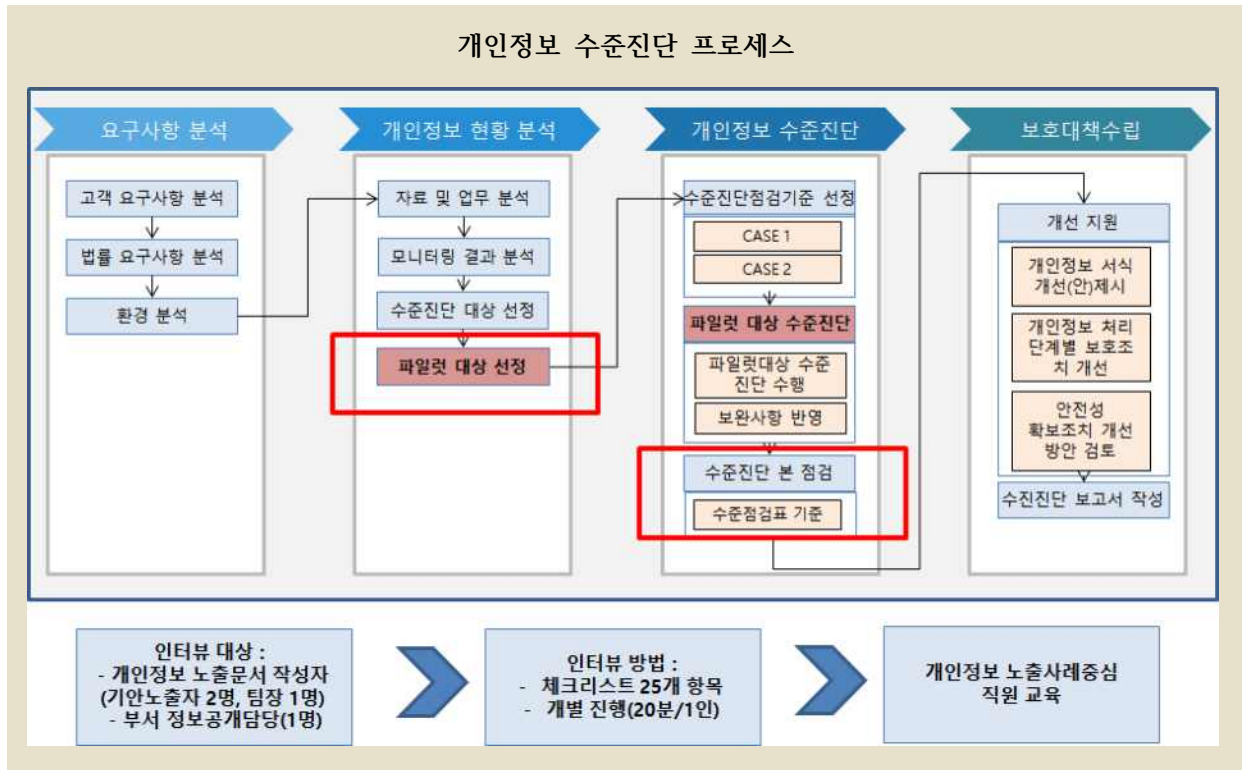 개인정보 수준진단 프로세스
요구사항 분석
고객 요구사항 분석
법률 요구사항 분석
환경 분석
개인정보 현황 분석
자료 및 업무 분석
모니터링 결과 분석
수준진단 대상 선정
파일럿 대상 선정
개인정보 수준진단
수준진단점검기준 선정
CASE 1
CASE 2
파일럿 대상 수준진단
파일럿대상 수준
진단 수행
보완사항 반영
수준진단 본 점검
수준점검표 기준
보호대책수립
개선 지원
개인정보 서식
개선(안)제시
개인정보 처리
단계별 보호조
치 개선
안전성
확보조치 개선
방안 검토
수진진단 보고서 작성
인터뷰 대상 :
- 개인정보 노출문서 작성자
(기안노출자 2명, 팀장 1명)
- 부서 정보공개담당(1명)
인터뷰 방법 :
- 체크리스트 25개 항목
- 개별 진행(20분/1인)
개인정보 노출사례중심
직원 교육